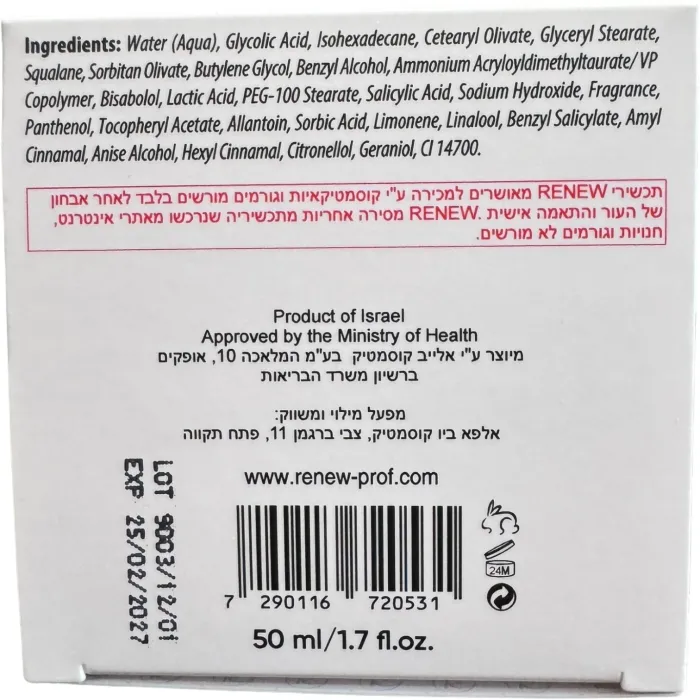 Ingredients: Water (Aqua), Glycolic Acid, Isohexadecane, Cetearyl Olivate, Glyceryl Stearate,
Squalane, Sorbitan Olivate, Butylene Glycol, Benzyl Alcohol, Ammonium Acryloyldimethyltaurate/ VP
Copolymer, Bisabolol, Lactic Acid, PEG-100 Stearate, Salicylic Acid, Sodium Hydroxide, Fragrance,
Panthenol, Tocopheryl Acetate, Allantoin, Sorbic Acid, Limonene, Linalool, Benzyl Salicylate, Amyl
Cinnamal, Anise Alcohol, Hexyl Cinnamal, Citronellol, Geraniol, CI 14700.
תכשירי RENEW מאושרים למכירה ע"י קוסמטיקאיות וגורמים מורשים בלבד לאחר אבחון
של העור והתאמה אישית .RENEW מסירה אחריות מתכשיריה שנרכשו מאתרי אינטרנט,
חנויות וגורמים לא מורשים.
Product of Israel
Approved by the Ministry of Health
מיוצר ע"י אלייב קוסמטיק בע"מ המלאכה 10, אופקים
ברשיון משרד הבריאות
מפעל מילוי ומשווק:
אלפא ביו קוסמטיק, צבי ברגמן 11, פתח תקווה
www.renew-prof.com
LOT 9003/12/01
EXP 25/02/2027
24M
7 290116 720531
50 ml/1.7 fl.oz.